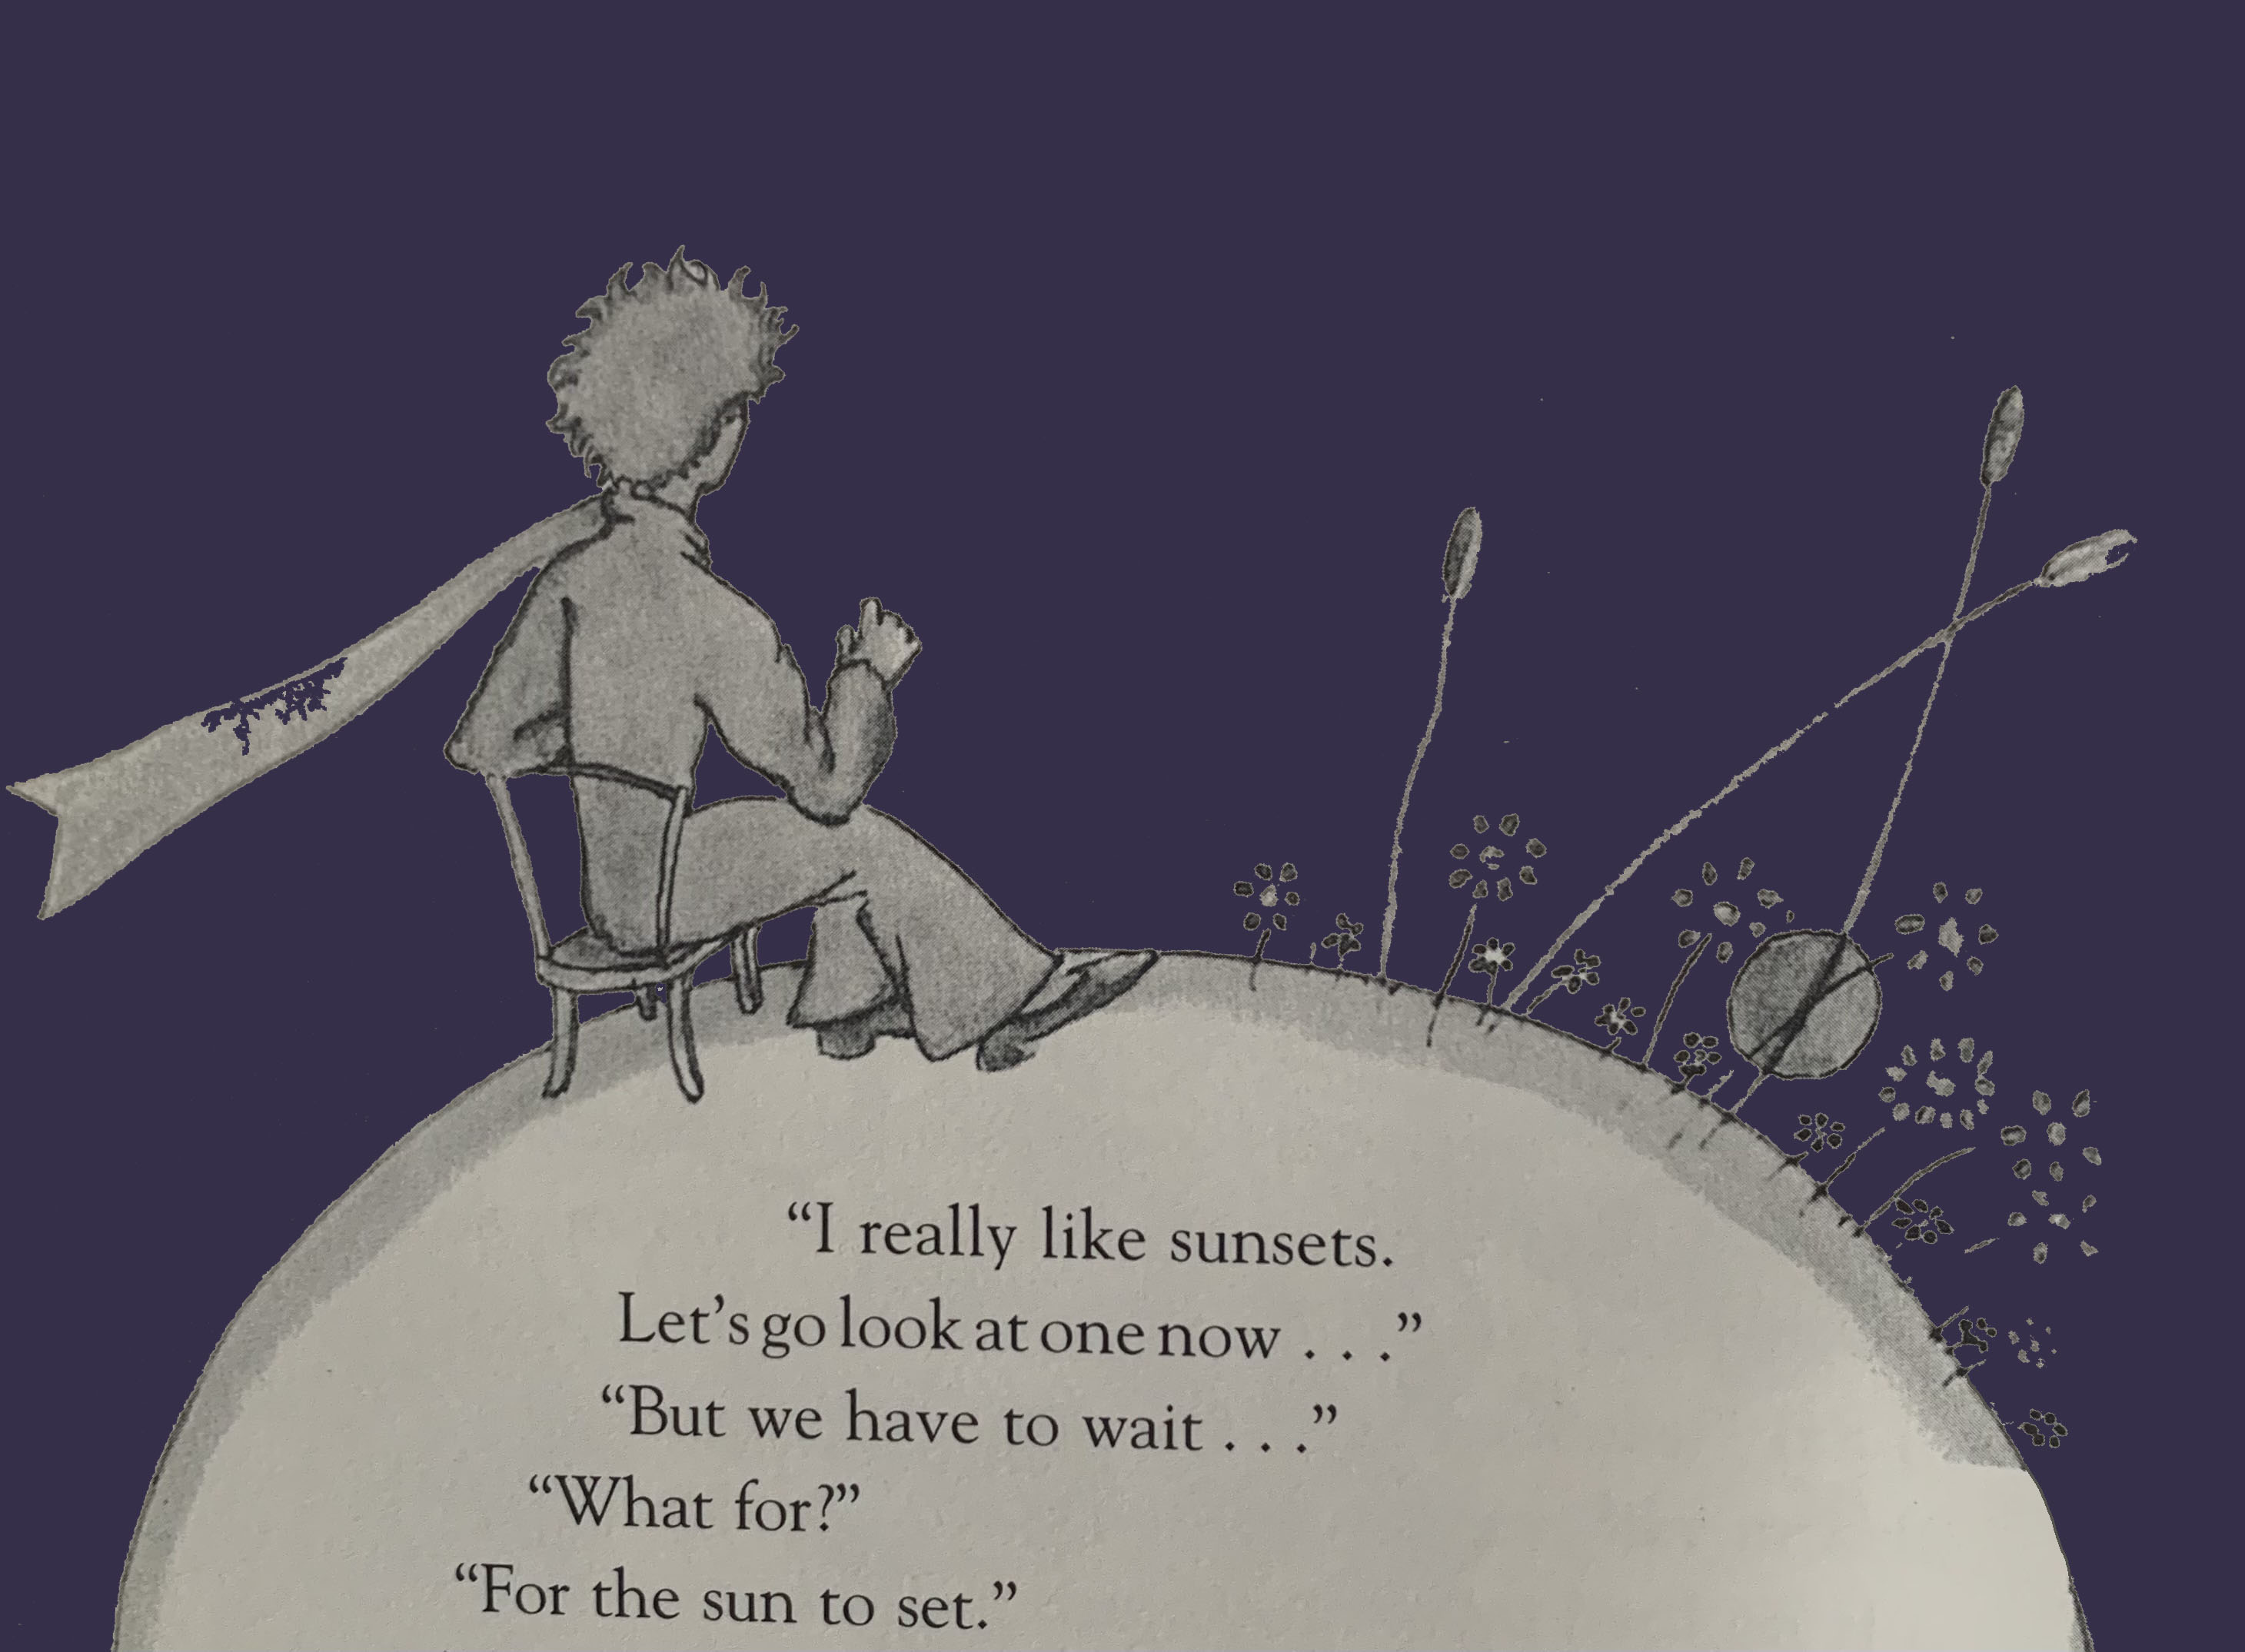 “I really like sunsets.
Let’s go look at one now . . .”
“But we have to wait . . .”
“What for?”
“For the sun to set.”